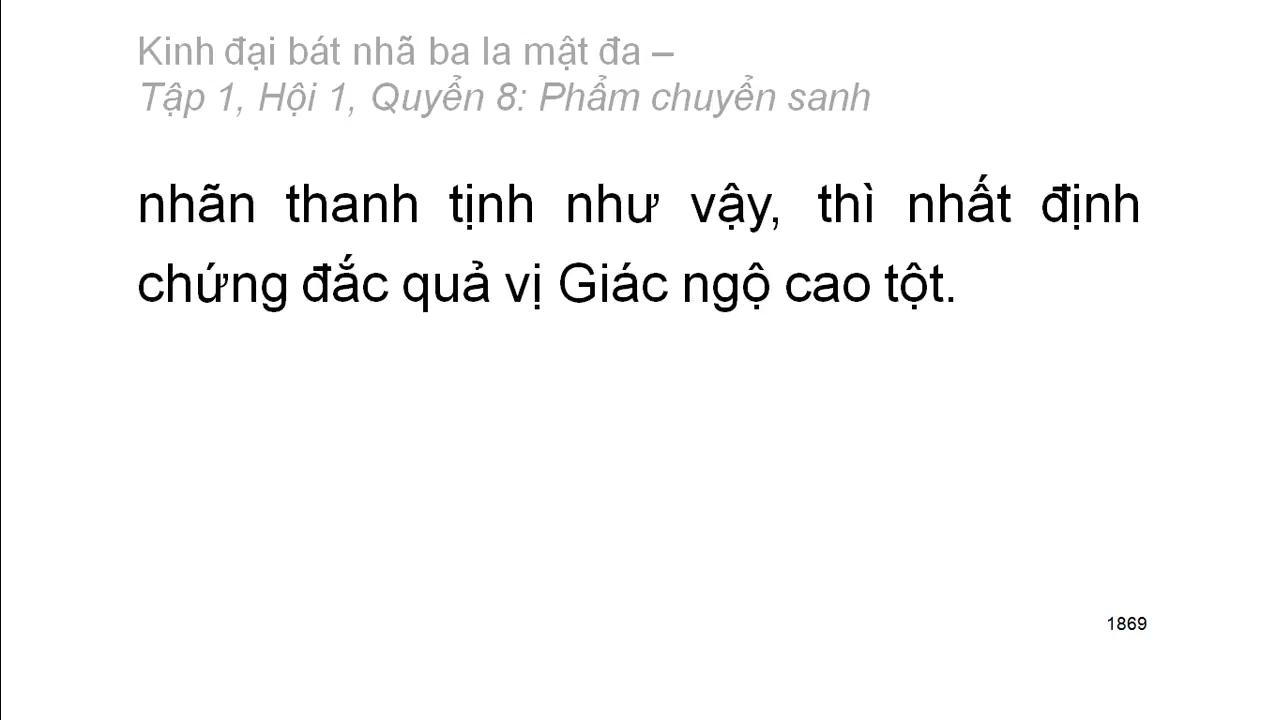 Kinh đại bát nhã ba la mật đa –
Tập 1, Hội 1, Quyển 8: Phẩm chuyển sanh
nhãn thanh tịnh như vậy, thì nhất định
chứng đắc quả vị Giác ngộ cao tột.
1869